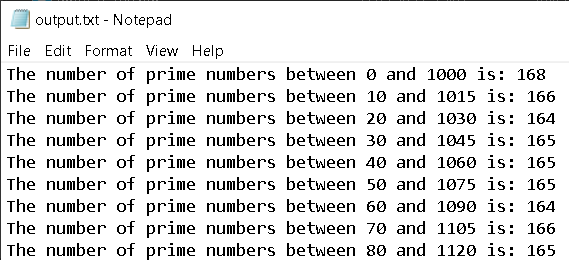 output.txt - Notepad
File Edit Format View Help
The number of prime numbers between 0 and 1000 is: 168
The number of prime numbers between 10 and 1015 is: 166
The number of prime numbers between 20 and 1030 is: 164
The number of prime numbers between 30 and 1045 is: 165
The number of prime numbers between 40 and 1060 is: 165
The number of prime numbers between 50 and 1075 is: 165
The number of prime numbers between 60 and 1090 is: 164
The number of prime numbers between 70 and 1105 is: 166
The number of prime numbers between 80 and 1120 is: 165